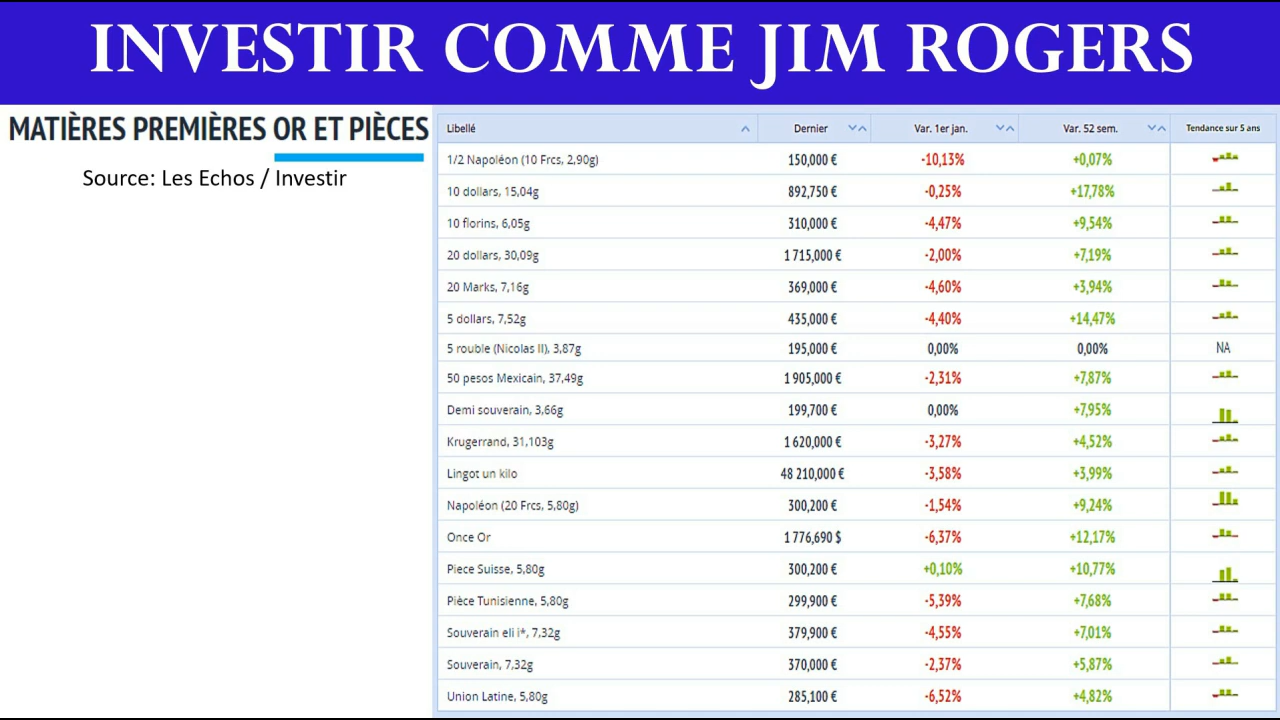 INVESTIR COMME JIM ROGERS
MATIÈRES PREMIÈRES OR ET PIÈCES
Source: Les Echos / Investir
Libellé Dernier Var. 1er jan. Var. 52 sem. Tendance sur 5 ans
1/2 Napoléon (10 Frcs, 2,90g) 150,000 € -10,13% +0,07%
10 dollars, 15,04g 892,750 € -0,25% +17,78%
10 florins, 6,05g 310,000 € -4,47% +9,54%
20 dollars, 30,09g 1 715,000 € -2,00% +7,19%
20 Marks, 7,16g 369,000 € -4,60% +3,94%
5 dollars, 7,52g 435,000 € -4,40% +14,47%
5 rouble (Nicolas II), 3,87g 195,000 € 0,00% 0,00% NA
50 pesos Mexicain, 37,49g 1 905,000 € -2,31% +7,87%
Demi souverain, 3,66g 199,700 € 0,00% +7,95%
Krugerrand, 31,103g 1 620,000 € -3,27% +4,52%
Lingot un kilo 48 210,000 € -3,58% +3,99%
Napoléon (20 Frcs, 5,80g) 300,200 € -1,54% +9,24%
Once Or 1 776,690 $ -6,37% +12,17%
Piece Suisse, 5,80g 300,200 € +0,10% +10,77%
Pièce Tunisienne, 5,80g 299,900 € -5,39% +7,68%
Souverain eli i*, 7,32g 379,900 € -4,55% +7,01%
Souverain, 7,32g 370,000 € -2,37% +5,87%
Union Latine, 5,80g 285,100 € -6,52% +4,82%